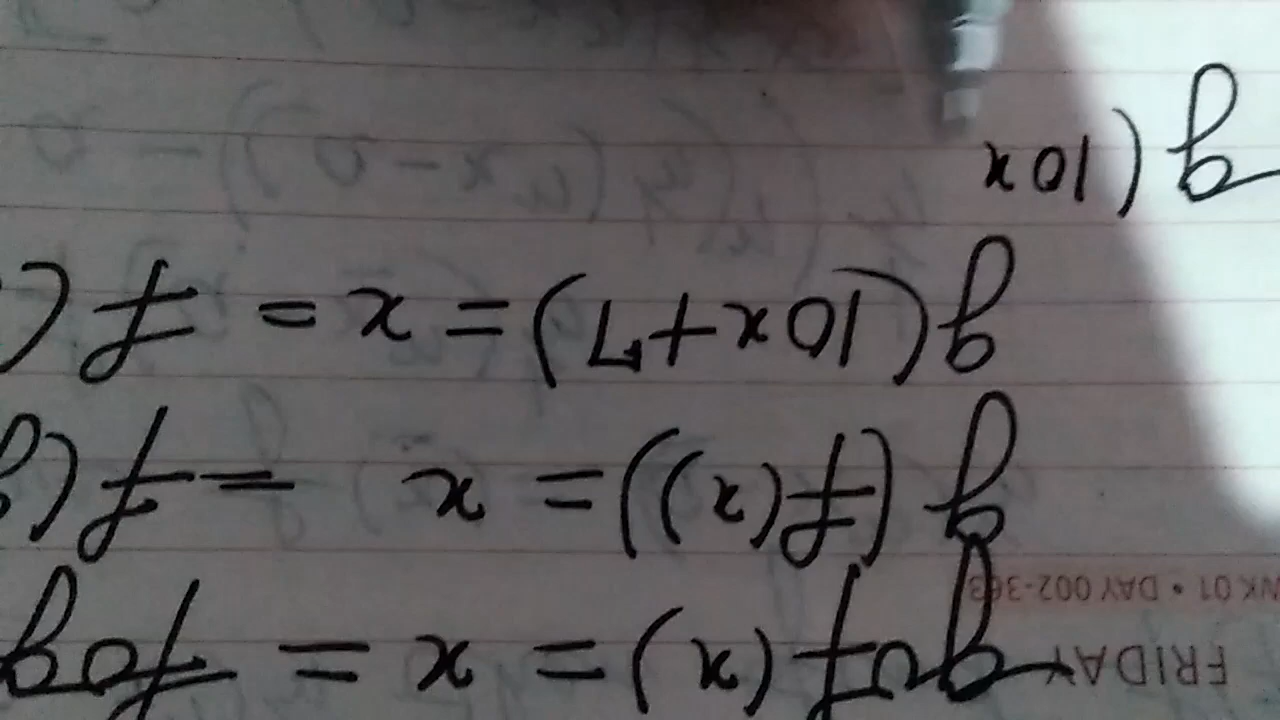 FRIDAY
WK 01 • DAY 002-363
gof(x) = x = fog
g(f(x)) = x = f(g
g(10x+7) = x = f(
g(10x